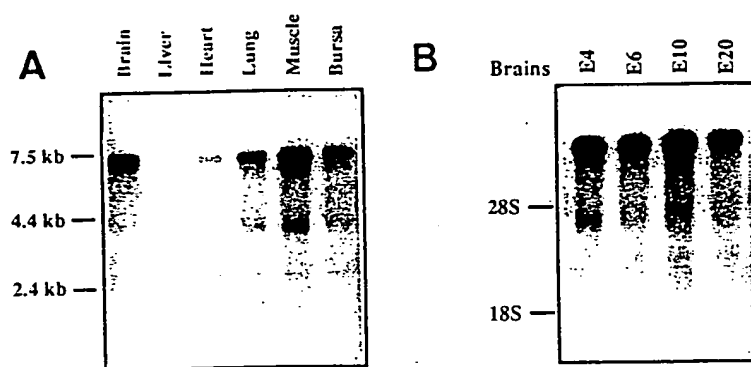 A
Brain
Liver
Heart
Lung
Muscle
Bursa
7.5 kb
4.4 kb
2.4 kb
B
Brains
E4
E6
E10
E20
28S
18S